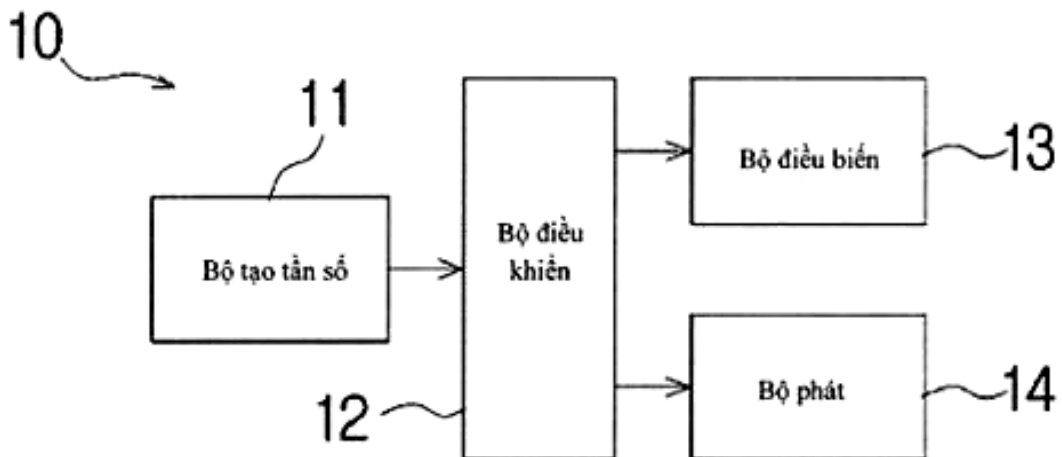 10
11
Bộ tạo tần số
Bộ điều
khiển
12
Bộ điều biến
13
Bộ phát
14